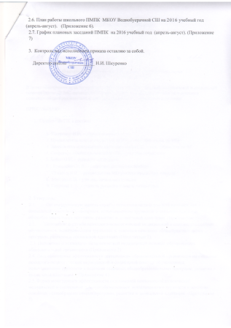 2.6. План работы школьного ПМПК МКОУ Ведлобуверевой СШ на 2016 учебный год
(апрель-август). (Приложение 6).
2.7. График плановых заседаний ПМПК на 2016 учебный год (апрель-август). (Приложение
7)
3. Контроль за исполнением приказа оставляю за собой.
Директор Н.Н. Шкуренко